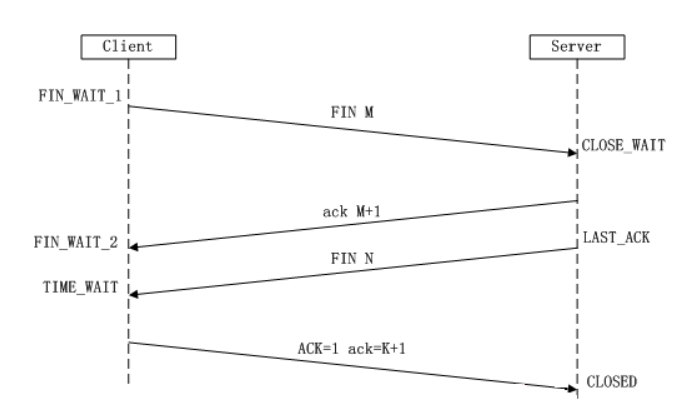 Client
Server
FIN_WAIT_1
FIN M
CLOSE_WAIT
ack M+1
FIN_WAIT_2
LAST_ACK
FIN N
TIME_WAIT
ACK=1 ack=K+1
CLOSED